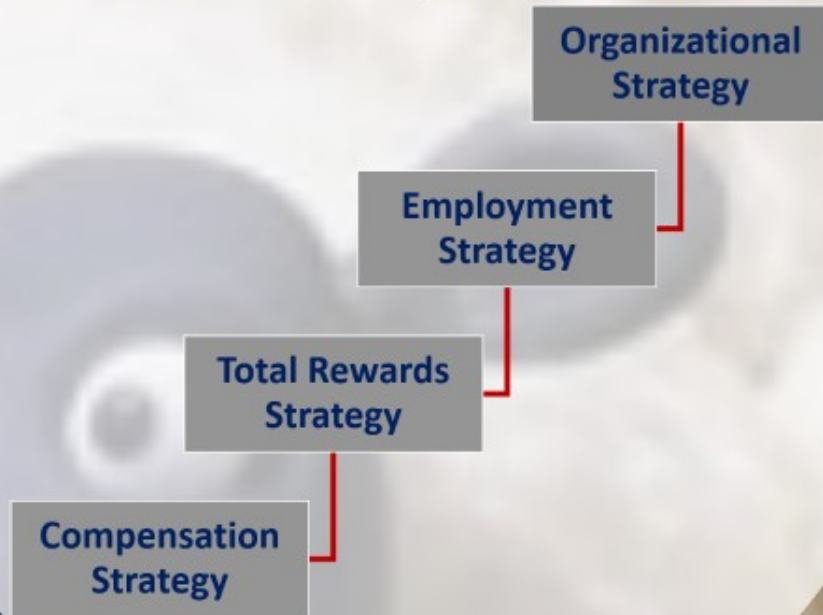 Organizational
Strategy
Employment
Strategy
Total Rewards
Strategy
Compensation
Strategy